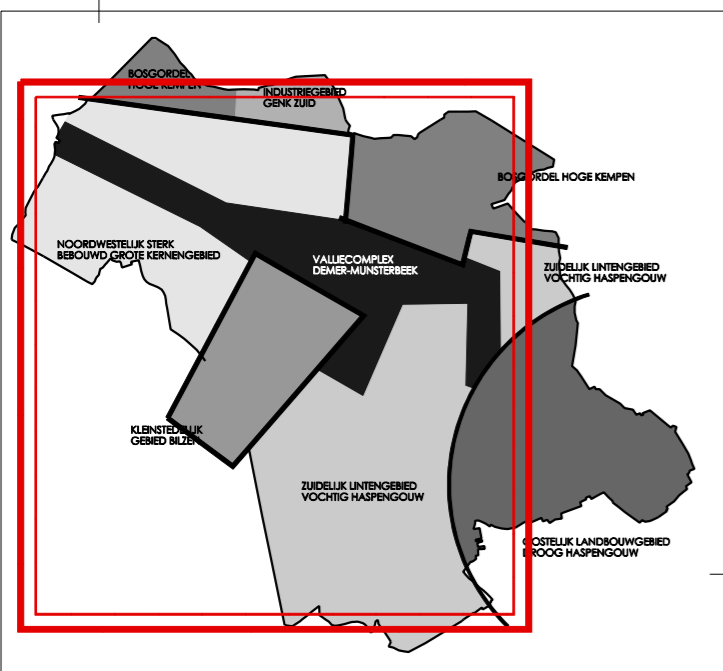 BOSGORDEL
HOGE KEMPEN
INDUSTRIEGEBIED
GENK ZUID
BOSGORDEL HOGE KEMPEN
NOORDWESTELIJK STERK
BEBOUWD GROTE KERNENGEBIED
VALLIECOMPLEX
DEMER-MUNSTERBEEK
ZUIDELIJK LINTENGEBIED
VOCHTIG HASPENGOUW
KLEINSTEDELIJK
GEBIED BILZEN
ZUIDELIJK LINTENGEBIED
VOCHTIG HASPENGOUW
OOSTELIJK LANDBOUWGEBIED
DROOG HASPENGOUW